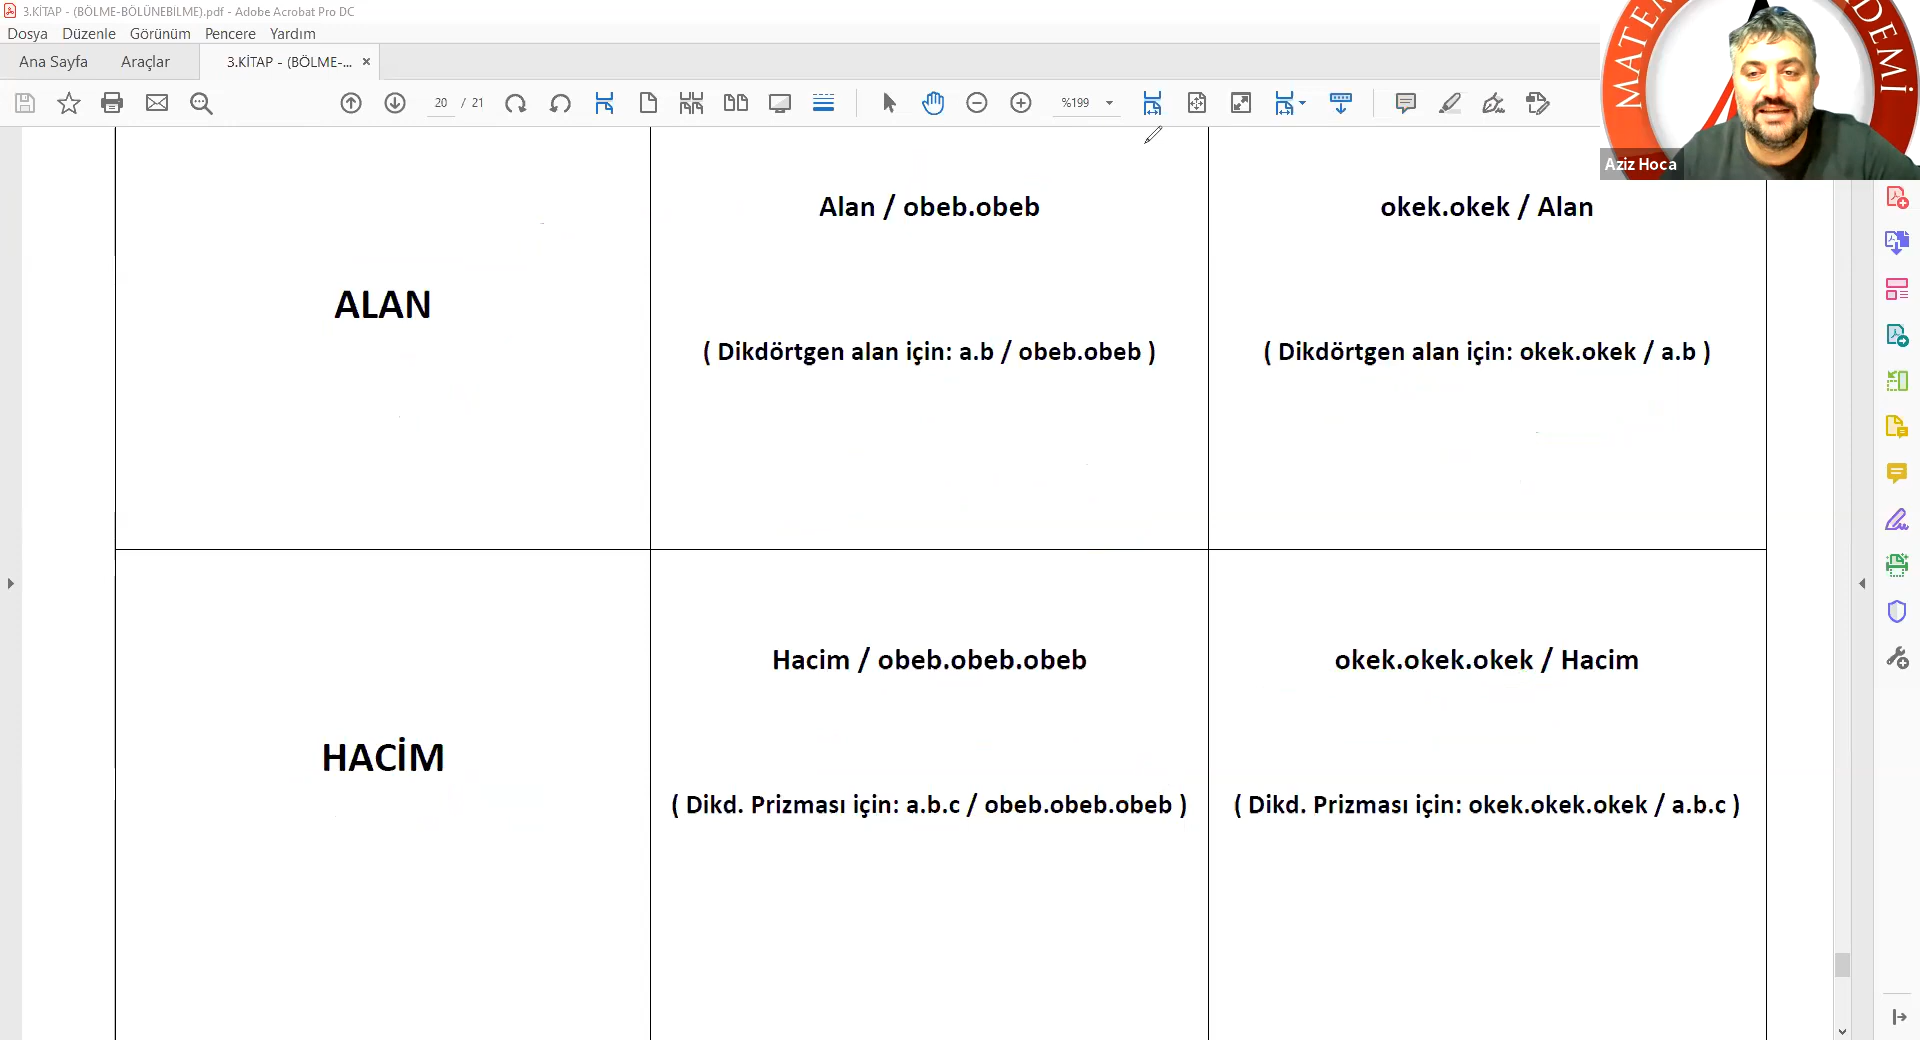 3.KİTAP - (BÖLME-BÖLÜNEBİLME).pdf - Adobe Acrobat Pro DC
Dosya Düzenle Görünüm Pencere Yardım
Ana Sayfa Araçlar 3.KİTAP - (BÖLME-... ×
20 / 21 %199
Aziz Hoca
ALAN
Alan / obeb.obeb
( Dikdörtgen alan için: a.b / obeb.obeb )
okek.okek / Alan
( Dikdörtgen alan için: okek.okek / a.b )
HACİM
Hacim / obeb.obeb.obeb
( Dikd. Prizması için: a.b.c / obeb.obeb.obeb )
okek.okek.okek / Hacim
( Dikd. Prizması için: okek.okek.okek / a.b.c )